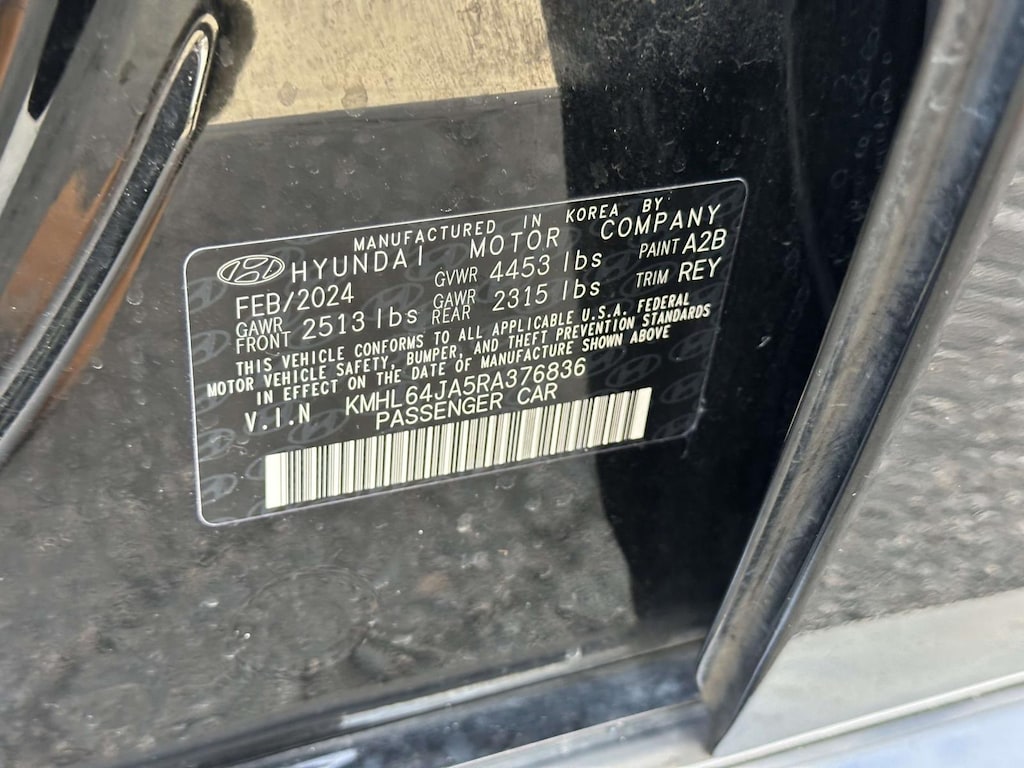 MANUFACTURED IN KOREA BY:
HYUNDAI MOTOR COMPANY
FEB/2024 GVWR 4453 lbs PAINT A2B
GAWR FRONT 2513 lbs GAWR REAR 2315 lbs TRIM REY
THIS VEHICLE CONFORMS TO ALL APPLICABLE U.S.A. FEDERAL
MOTOR VEHICLE SAFETY, BUMPER, AND THEFT PREVENTION STANDARDS
IN EFFECT ON THE DATE OF MANUFACTURE SHOWN ABOVE
V.I.N KMHL64JA5RA376836
PASSENGER CAR